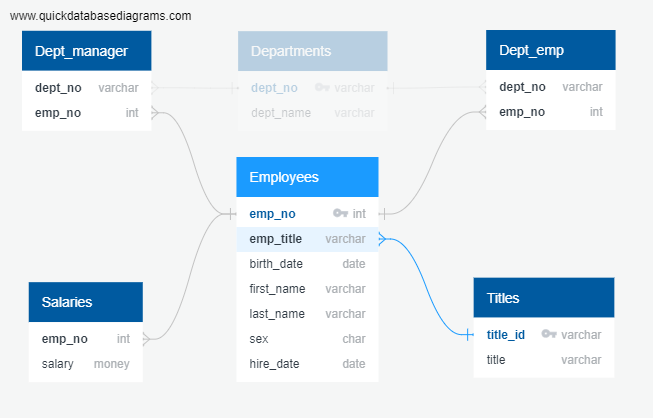 www.quickdatabasediagrams.com
Dept_manager
dept_no varchar
emp_no int
Departments
dept_no varchar
dept_name varchar
Dept_emp
dept_no varchar
emp_no int
Employees
emp_no int
emp_title varchar
birth_date date
first_name varchar
last_name varchar
sex char
hire_date date
Salaries
emp_no int
salary money
Titles
title_id varchar
title varchar